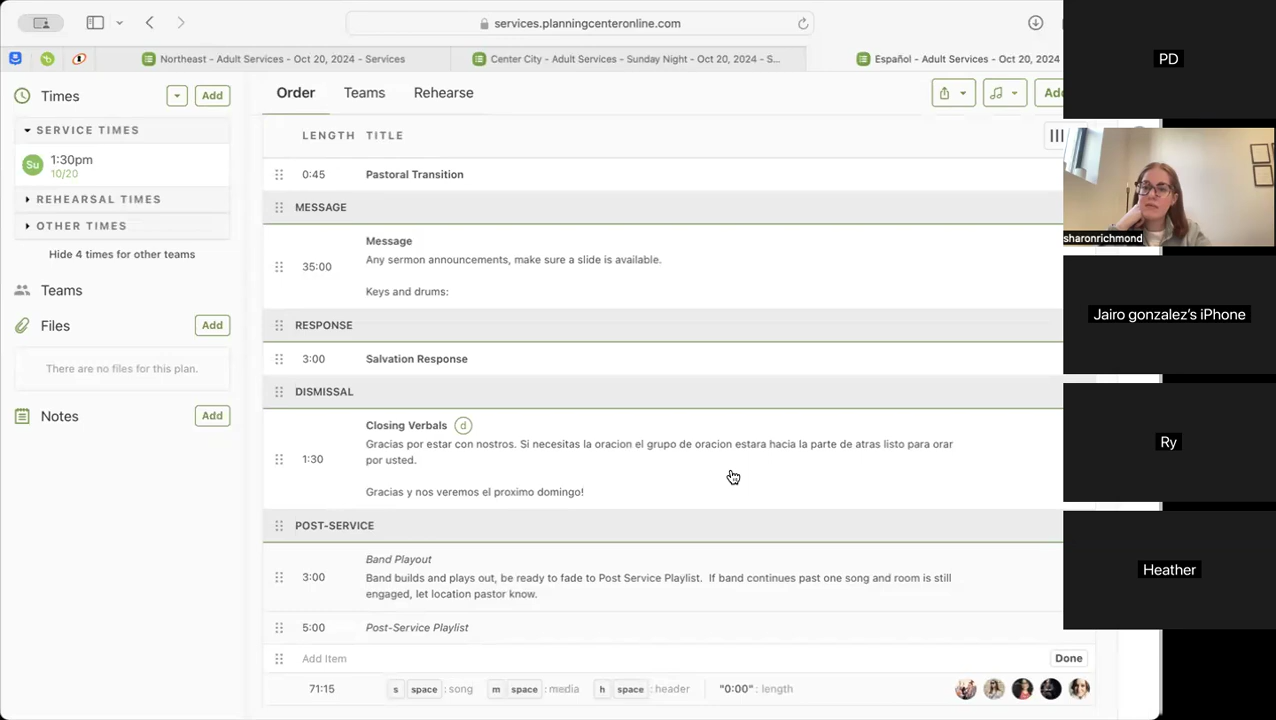 services.planningcenteronline.com
Northeast - Adult Services - Oct 20, 2024 - Services
Center City - Adult Services - Sunday Night - Oct 20, 2024 - S...
Español - Adult Services - Oct 20, 2024
Times
Add
SERVICE TIMES
Su
1:30pm
10/20
REHEARSAL TIMES
OTHER TIMES
Hide 4 times for other teams
Teams
Files
Add
There are no files for this plan.
Notes
Add
Order
Teams
Rehearse
LENGTH TITLE
0:45 Pastoral Transition
MESSAGE
Message
35:00
Any sermon announcements, make sure a slide is available.
Keys and drums:
RESPONSE
3:00 Salvation Response
DISMISSAL
Closing Verbals d
1:30
Gracias por estar con nostros. Si necesitas la oracion el grupo de oracion estara hacia la parte de atras listo para orar
por usted.
Gracias y nos veremos el proximo domingo!
POST-SERVICE
Band Playout
3:00
Band builds and plays out, be ready to fade to Post Service Playlist. If band continues past one song and room is still
engaged, let location pastor know.
5:00 Post-Service Playlist
Add Item
Done
71:15 s space : song m space : media h space : header "0:00" : length
PD
sharonrichmond
Jairo gonzalez's iPhone
Ry
Heather